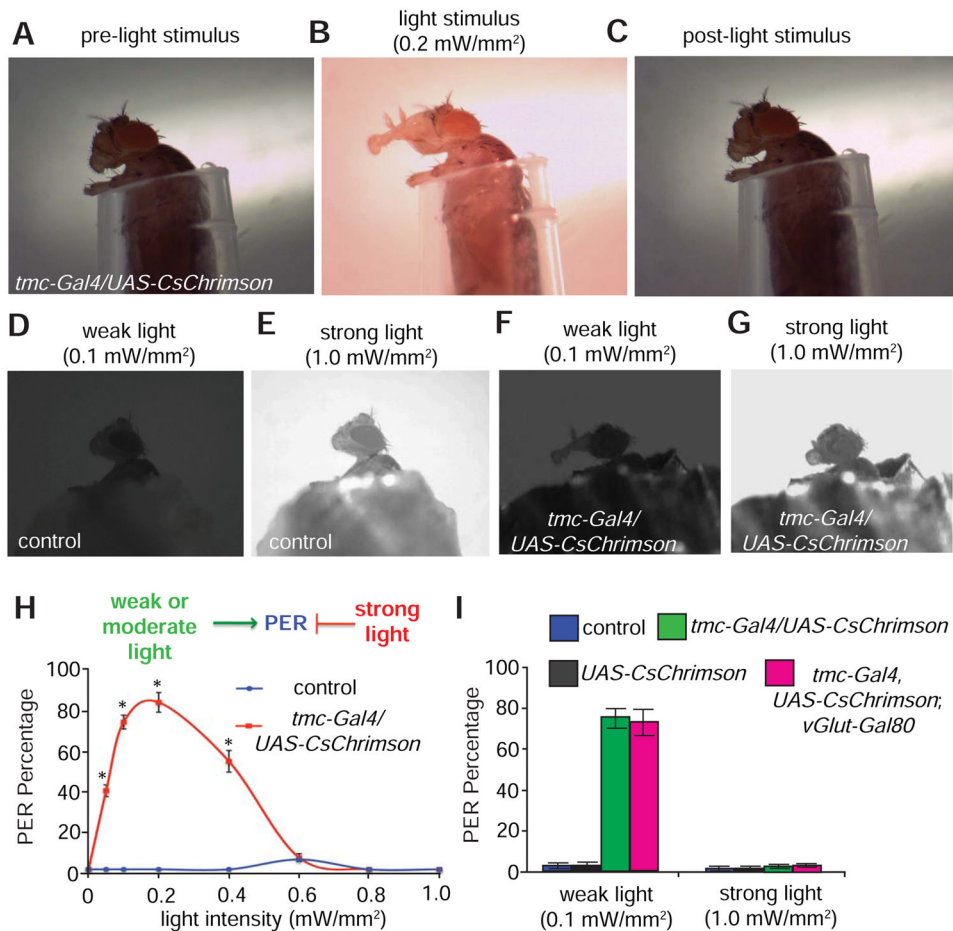 A pre-light stimulus
B light stimulus
(0.2 mW/mm²)
C post-light stimulus
tmc-Gal4/UAS-CsChrimson
D weak light
(0.1 mW/mm²)
E strong light
(1.0 mW/mm²)
F weak light
(0.1 mW/mm²)
G strong light
(1.0 mW/mm²)
control
control
tmc-Gal4/
UAS-CsChrimson
tmc-Gal4/
UAS-CsChrimson
H
weak or
moderate
light
PER
strong
light
control
tmc-Gal4/
UAS-CsChrimson
PER Percentage
100
80
60
40
20
0
* * * *
0 0.2 0.4 0.6 0.8 1.0
light intensity (mW/mm²)
I
control
tmc-Gal4/UAS-CsChrimson
UAS-CsChrimson
tmc-Gal4,
UAS-CsChrimson;
vGlut-Gal80
PER Percentage
100
80
60
40
20
0
weak light
(0.1 mW/mm²)
strong light
(1.0 mW/mm²)